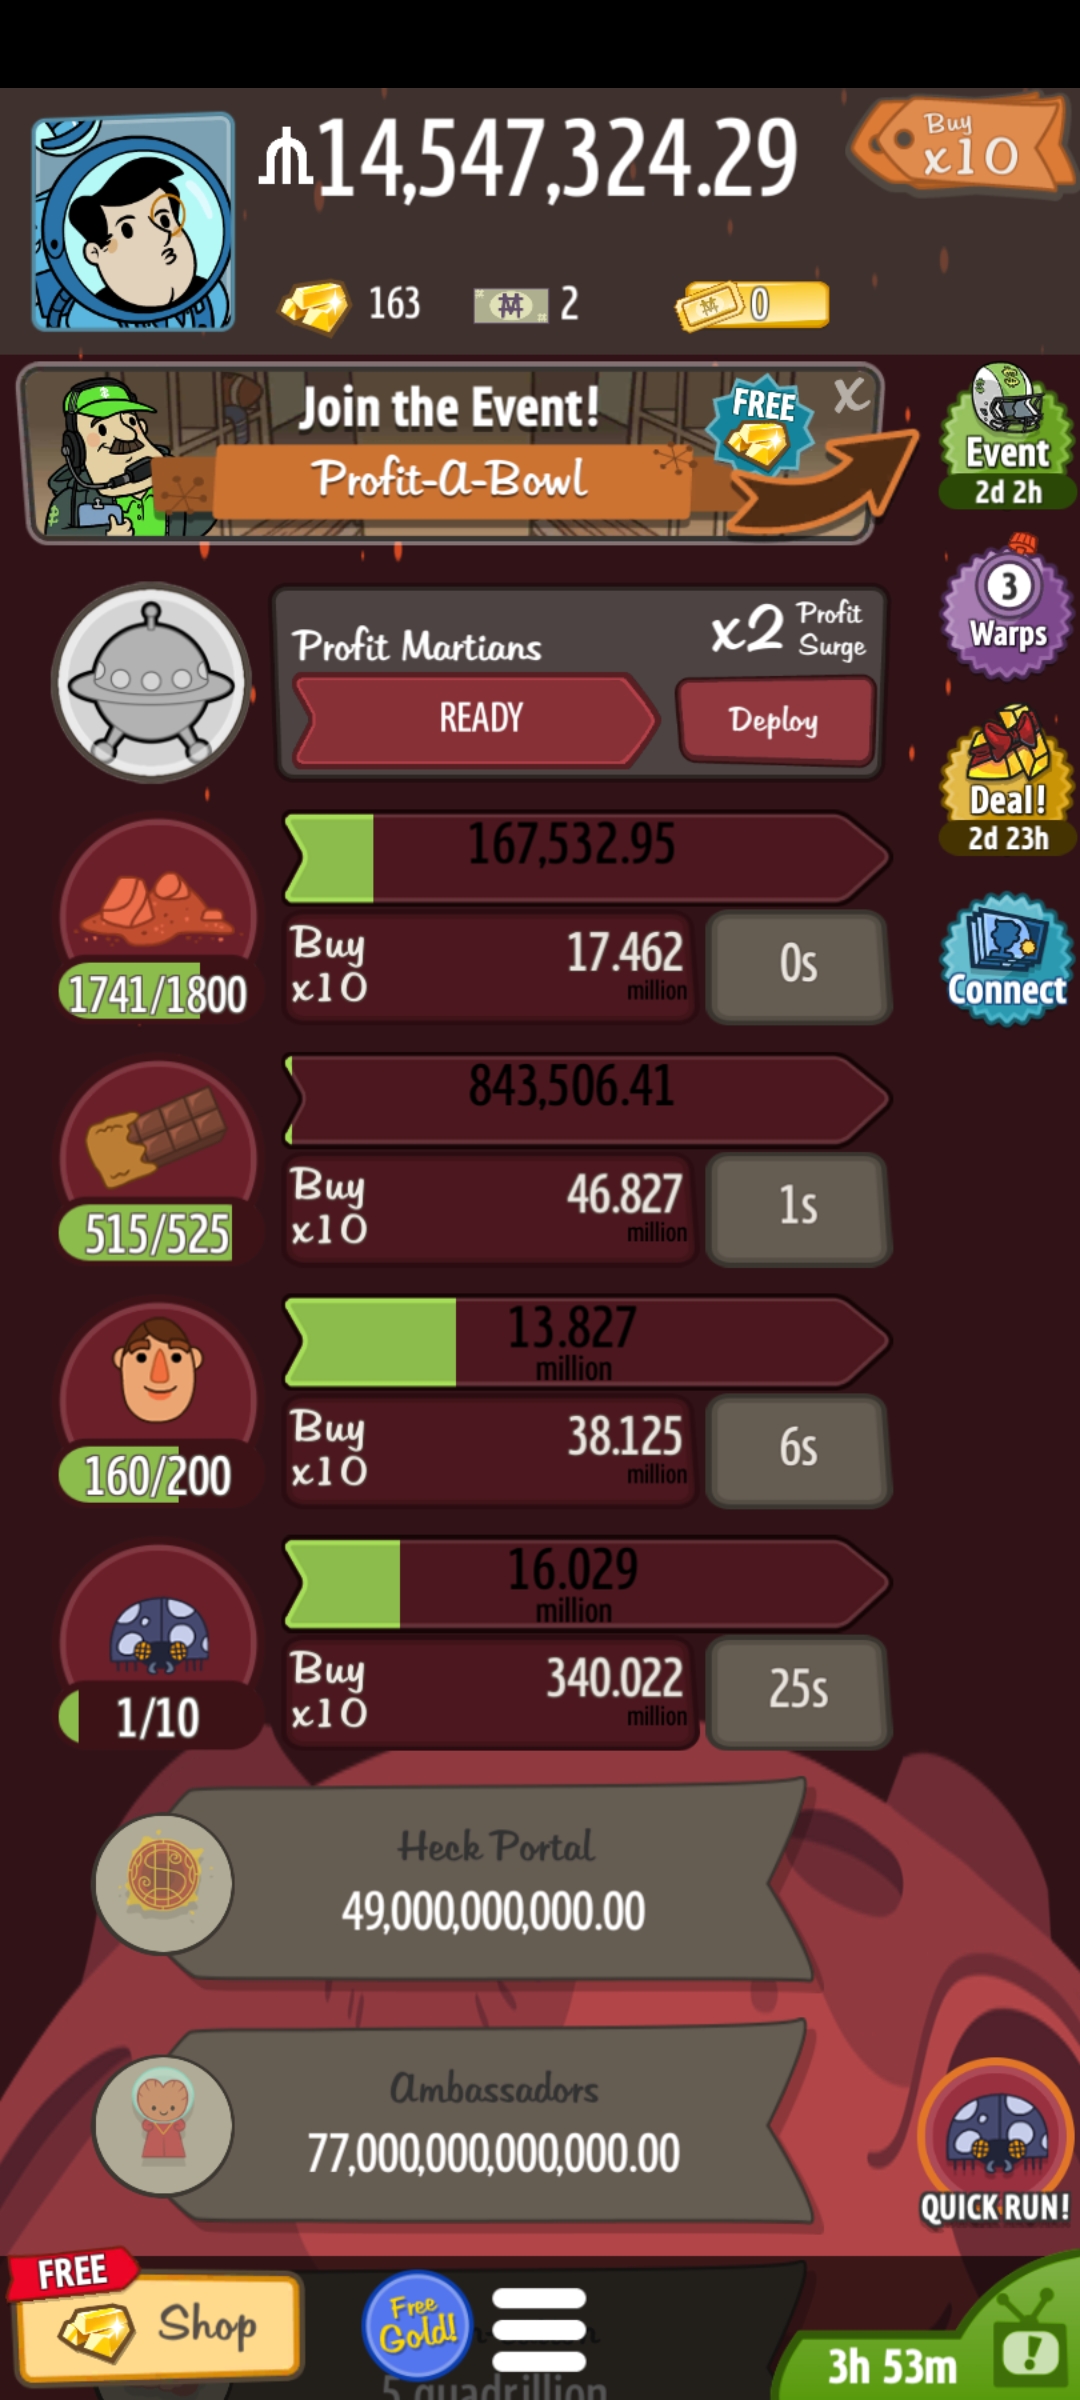 14,547,324.29
Buy
x10
163
2
0
Join the Event!
FREE
X
Profit-A-Bowl
Event
2d 2h
3
Warps
Profit Martians
x2 Profit
Surge
READY
Deploy
Deal!
2d 23h
167,532.95
Buy
x10
17.462
million
0s
1741/1800
Connect
843,506.41
Buy
x10
46.827
million
1s
515/525
13.827
million
Buy
x10
38.125
million
6s
160/200
16.029
million
Buy
x10
340.022
million
25s
1/10
Heck Portal
49,000,000,000.00
Ambassadors
77,000,000,000,000.00
QUICK RUN!
FREE
Shop
Free
Gold!
3h 53m
!
5 quadrillion